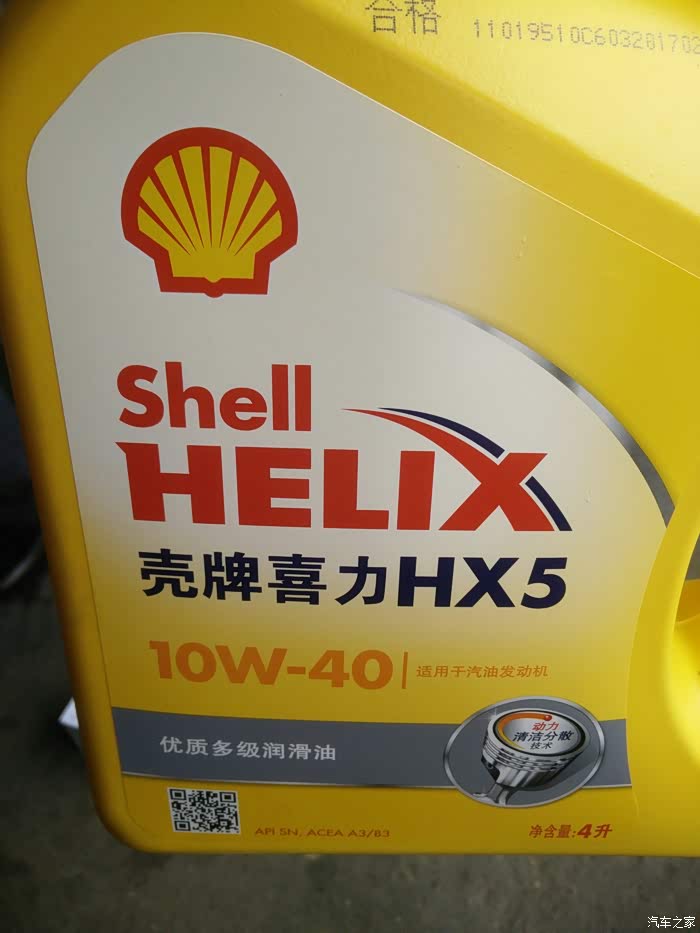 合格 11019510C603201702
Shell
HELIX
壳牌喜力HX5
10W-40 适用于汽油发动机
动力
清洁分散
技术
优质多级润滑油
API SN, ACEA A3/B3
净含量:4升
汽车之家